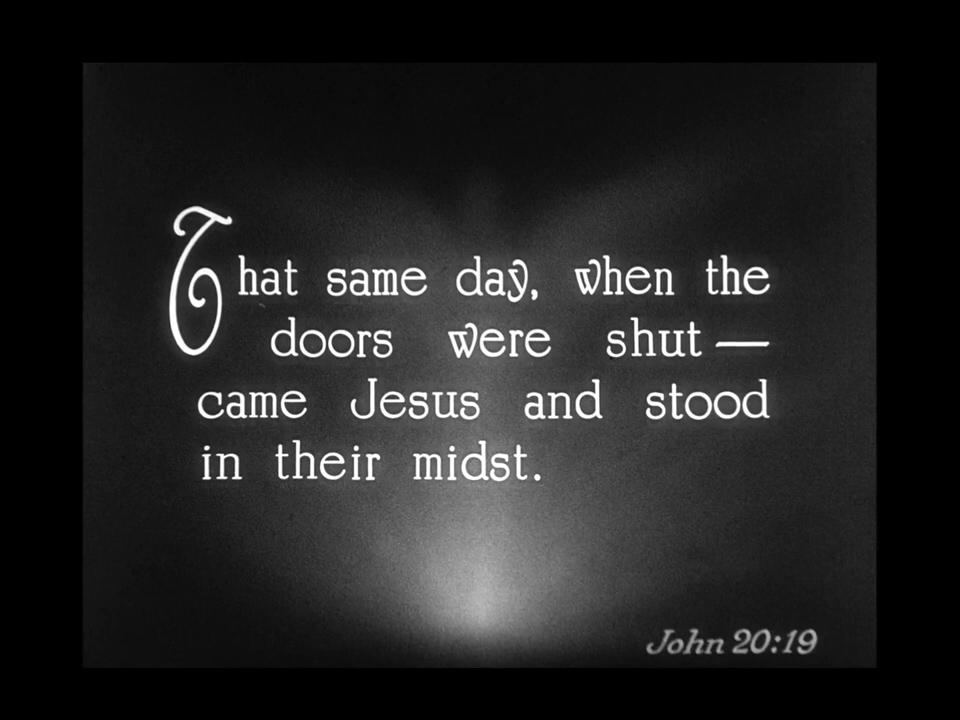 That same day, when the
doors were shut —
came Jesus and stood
in their midst.
John 20:19